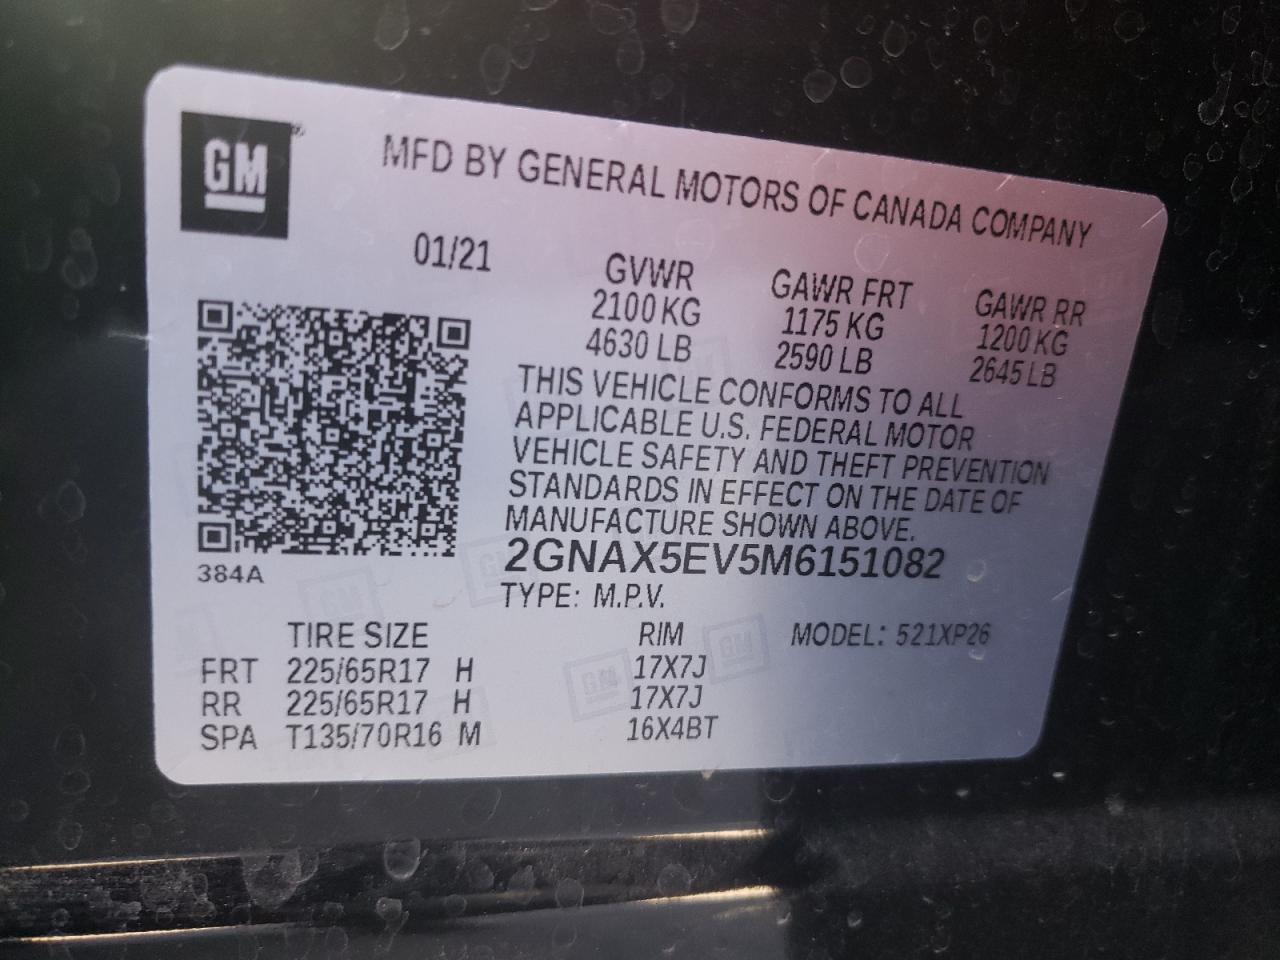 GM
MFD BY GENERAL MOTORS OF CANADA COMPANY
01/21 GVWR GAWR FRT GAWR RR
2100 KG 1175 KG 1200 KG
4630 LB 2590 LB 2645 LB
THIS VEHICLE CONFORMS TO ALL
APPLICABLE U.S. FEDERAL MOTOR
VEHICLE SAFETY AND THEFT PREVENTION
STANDARDS IN EFFECT ON THE DATE OF
MANUFACTURE SHOWN ABOVE.
2GNAX5EV5M6151082
384A
TYPE: M.P.V.
TIRE SIZE RIM MODEL: 521XP26
FRT 225/65R17 H 17X7J
RR 225/65R17 H 17X7J
SPA T135/70R16 M 16X4BT